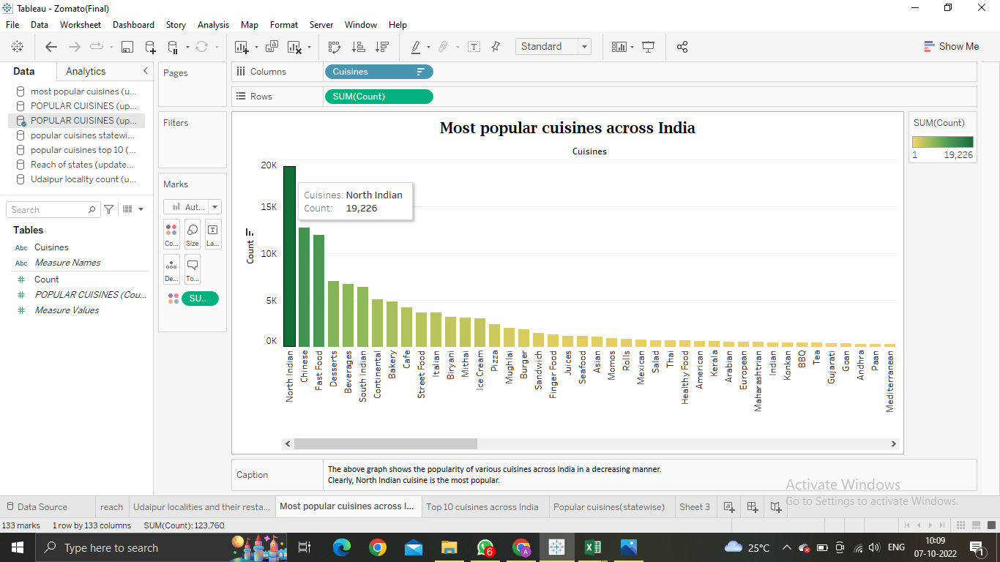 Tableau - Zomato(Final)
File Data Worksheet Dashboard Story Analysis Map Format Server Window Help
Standard
Show Me
Data Analytics
most popular cuisines (u...
POPULAR CUISINES (up...
POPULAR CUISINES (up...
popular cuisines statewi...
popular cuisines top 10 (...
Reach of states (update...
Udaipur locality count (u...
Search
Tables
Abc Cuisines
Abc Measure Names
# Count
# POPULAR CUISINES (Cou...
# Measure Values
Pages
Filters
Marks
Aut...
Co... Size La...
De... To...
SU..
Columns Cuisines
Rows SUM(Count)
Most popular cuisines across India
Cuisines
20K
15K
10K
5K
0K
Count
Cuisines: North Indian
Count: 19,226
North Indian
Chinese
Fast Food
Desserts
Beverages
South Indian
Continental
Bakery
Cafe
Street Food
Italian
Biryani
Mithai
Ice Cream
Pizza
Mughlai
Burger
Sandwich
Finger Food
Juices
Seafood
Asian
Momos
Rolls
Mexican
Salad
Thai
Healthy Food
American
Kerala
Arabian
European
Maharashtrian
Indian
Konkan
BBQ
Tea
Gujarati
Goan
Andhra
Paan
Mediterranean
SUM(Count)
1 19,226
Caption
The above graph shows the popularity of various cuisines across India in a decreasing manner.
Clearly, North Indian cuisine is the most popular.
Activate Windows
Go to Settings to activate Windows.
Data Source reach Udaipur localities and their resta... Most popular cuisines across I... Top 10 cuisines across India Popular cuisines(statewise) Sheet 3
133 marks 1 row by 133 columns SUM(Count): 123,760
Type here to search
6
A
25°C
ENG
10:09
07-10-2022
1